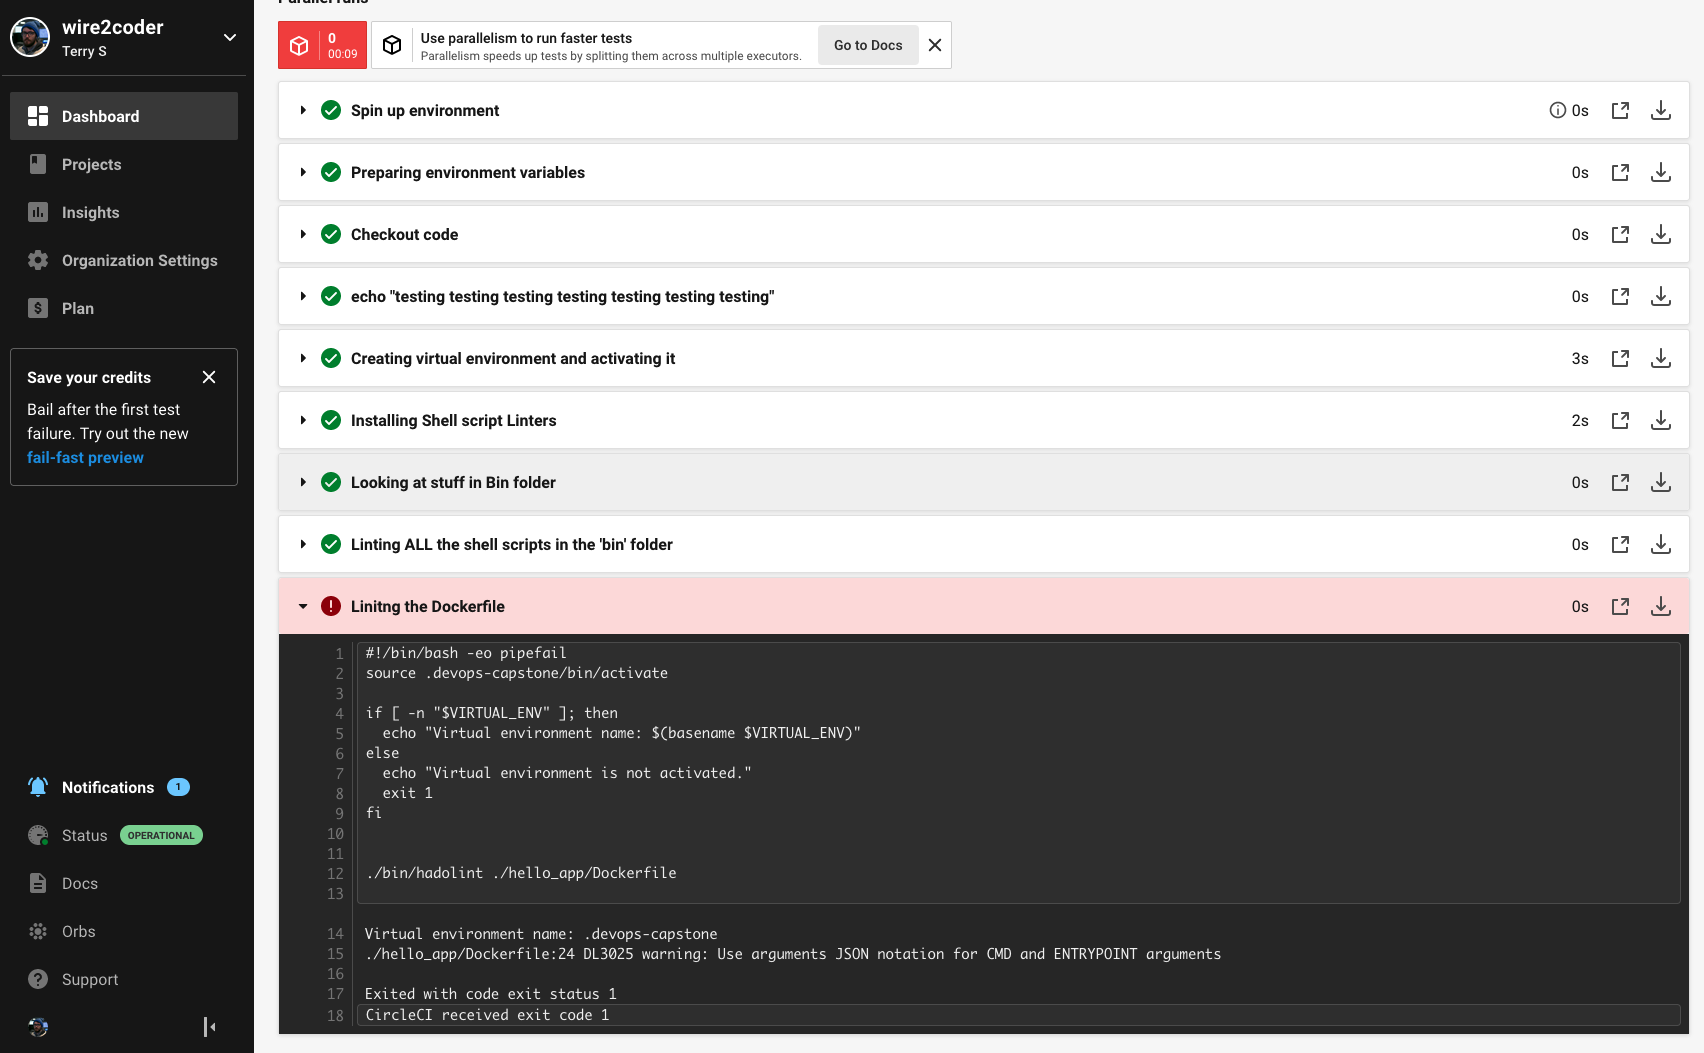 wire2coder
Terry S
Dashboard
Projects
Insights
Organization Settings
Plan
Save your credits
Bail after the first test
failure. Try out the new
fail-fast preview
Notifications 1
Status OPERATIONAL
Docs
Orbs
Support
Parallel runs
0
00:09
Use parallelism to run faster tests
Parallelism speeds up tests by splitting them across multiple executors.
Go to Docs
Spin up environment 0s
Preparing environment variables 0s
Checkout code 0s
echo "testing testing testing testing testing testing testing" 0s
Creating virtual environment and activating it 3s
Installing Shell script Linters 2s
Looking at stuff in Bin folder 0s
Linting ALL the shell scripts in the 'bin' folder 0s
Linitng the Dockerfile 0s
1 #!/bin/bash -eo pipefail
2 source .devops-capstone/bin/activate
3
4 if [ -n "$VIRTUAL_ENV" ]; then
5   echo "Virtual environment name: $(basename $VIRTUAL_ENV)"
6 else
7   echo "Virtual environment is not activated."
8   exit 1
9 fi
10
11
12 ./bin/hadolint ./hello_app/Dockerfile
13
14 Virtual environment name: .devops-capstone
15 ./hello_app/Dockerfile:24 DL3025 warning: Use arguments JSON notation for CMD and ENTRYPOINT arguments
16
17 Exited with code exit status 1
18 CircleCI received exit code 1